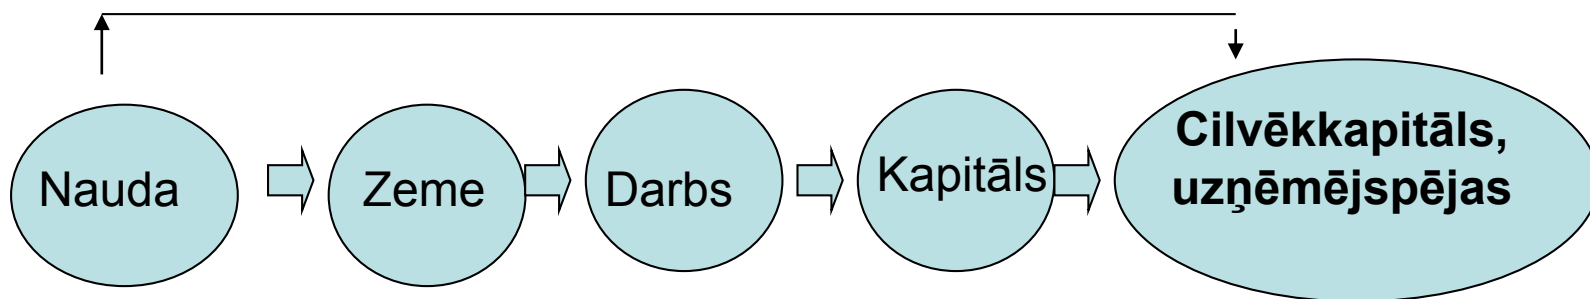 Nauda
Zeme
Darbs
Kapitāls
Cilvēkkapitāls,
uzņēmējspējas